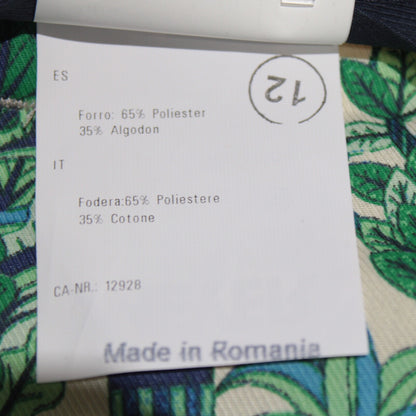 ES
12
Forro: 65% Poliester
35% Algodon
IT
Fodera:65% Poliestere
35% Cotone
CA-NR.: 12928
Made in Romania